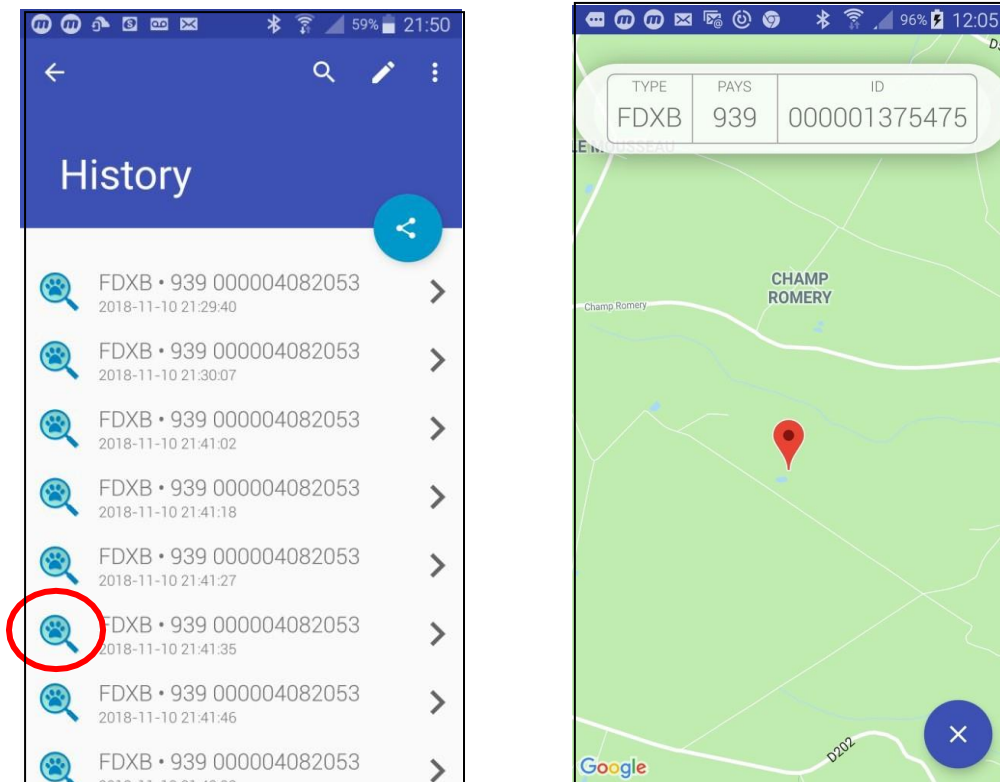 59% 21:50
History
FDXB • 939 000004082053
2018-11-10 21:29:40
FDXB • 939 000004082053
2018-11-10 21:30:07
FDXB • 939 000004082053
2018-11-10 21:41:02
FDXB • 939 000004082053
2018-11-10 21:41:18
FDXB • 939 000004082053
2018-11-10 21:41:27
FDXB • 939 000004082053
2018-11-10 21:41:35
FDXB • 939 000004082053
2018-11-10 21:41:46
FDXB • 939 000004082053
96% 12:05
TYPE PAYS ID
FDXB 939 000001375475
LE MOUSSEAU
CHAMP
ROMERY
Champ Romery
D202
Google